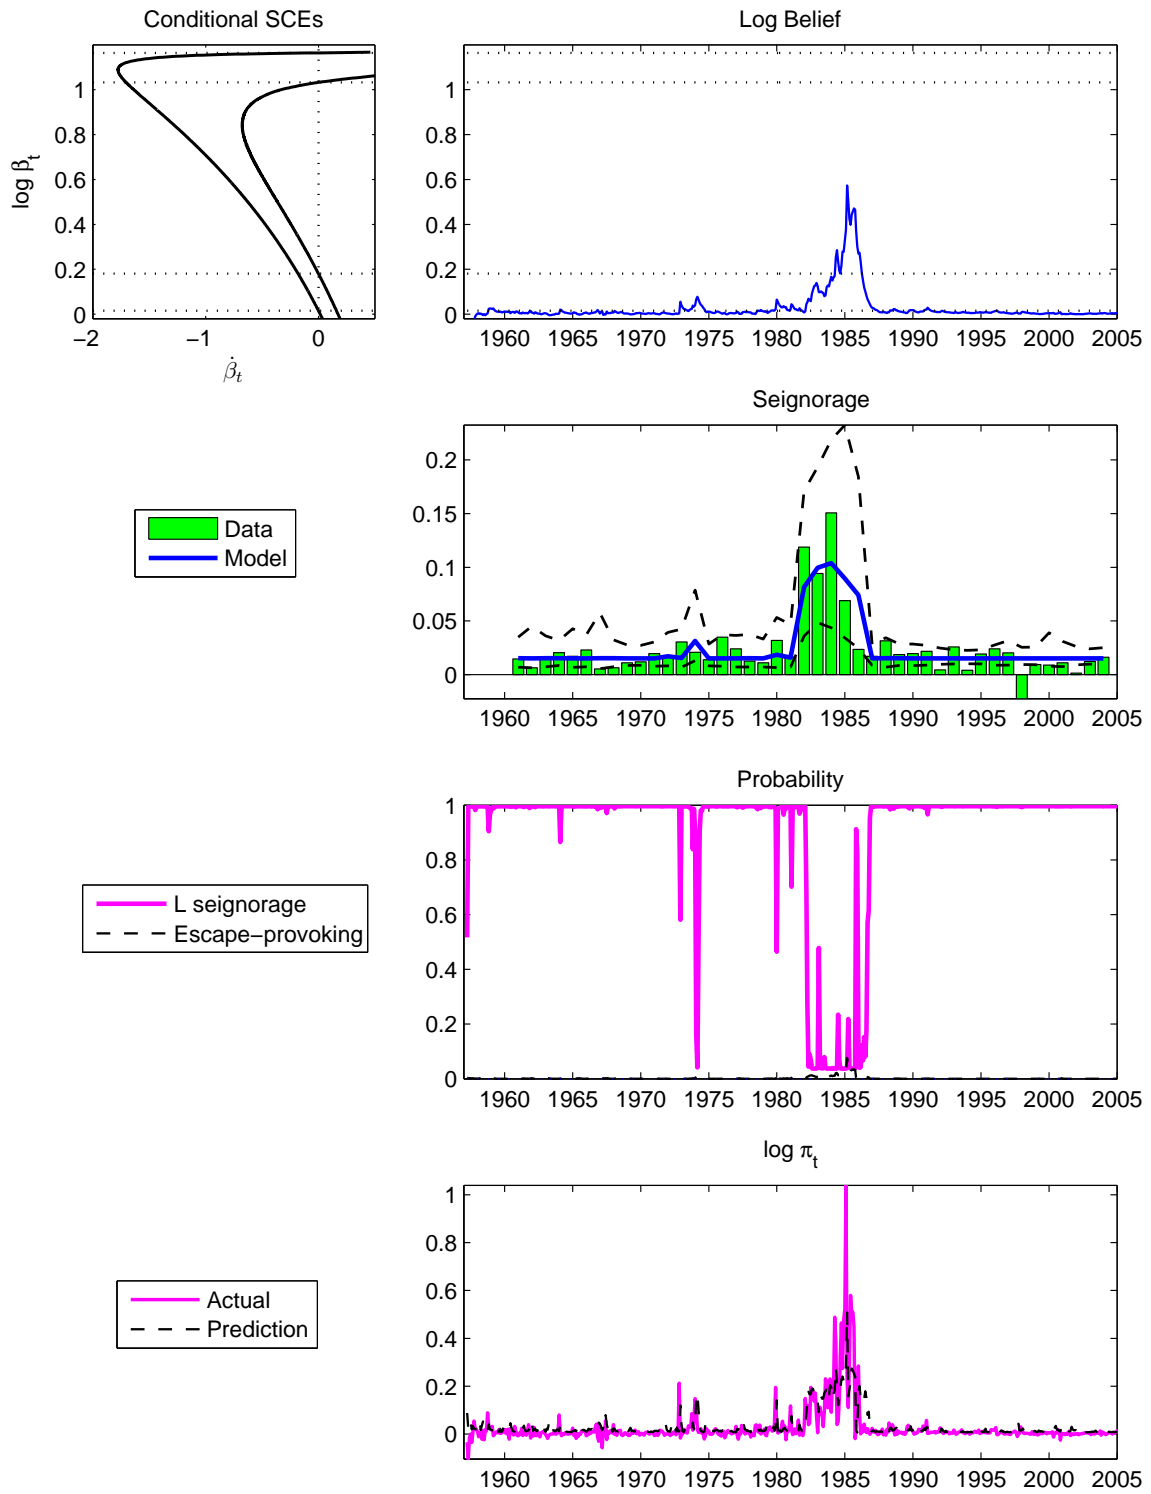 Conditional SCEs
Log Belief
log β_t
1
0.8
0.6
0.4
0.2
0
−2 −1 0
β̇_t
1
0.8
0.6
0.4
0.2
0
1960 1965 1970 1975 1980 1985 1990 1995 2000 2005
Seignorage
Data
Model
0.2
0.15
0.1
0.05
0
1960 1965 1970 1975 1980 1985 1990 1995 2000 2005
Probability
L seignorage
Escape−provoking
1
0.8
0.6
0.4
0.2
0
1960 1965 1970 1975 1980 1985 1990 1995 2000 2005
log π_t
Actual
Prediction
1
0.8
0.6
0.4
0.2
0
1960 1965 1970 1975 1980 1985 1990 1995 2000 2005